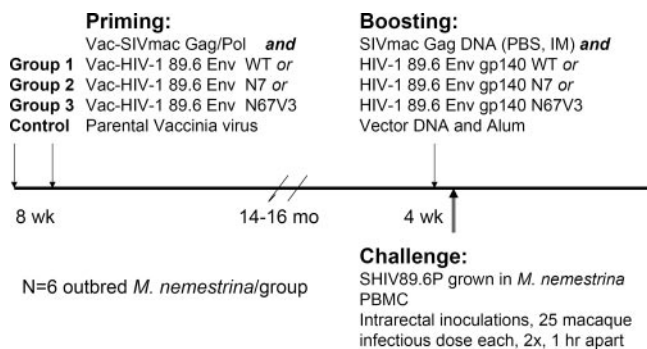 Priming:
Vac-SIVmac Gag/Pol and
Group 1 Vac-HIV-1 89.6 Env WT or
Group 2 Vac-HIV-1 89.6 Env N7 or
Group 3 Vac-HIV-1 89.6 Env N67V3
Control Parental Vaccinia virus
Boosting:
SIVmac Gag DNA (PBS, IM) and
HIV-1 89.6 Env gp140 WT or
HIV-1 89.6 Env gp140 N7 or
HIV-1 89.6 Env gp140 N67V3
Vector DNA and Alum
8 wk
14-16 mo
4 wk
Challenge:
SHIV89.6P grown in M. nemestrina
PBMC
Intrarectal inoculations, 25 macaque
infectious dose each, 2x, 1 hr apart
N=6 outbred M. nemestrina/group